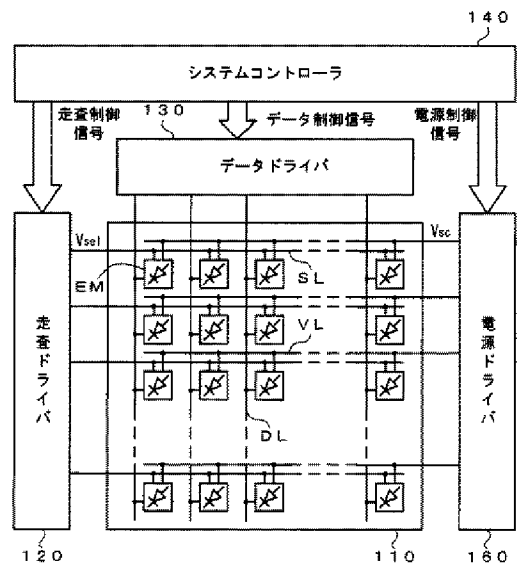 140
システムコントローラ
走査制御
信号
130
データ制御信号
電源制御
信号
データドライバ
Vsel
Vsc
EM
SL
VL
DL
走査ドライバ
電源ドライバ
120
110
160